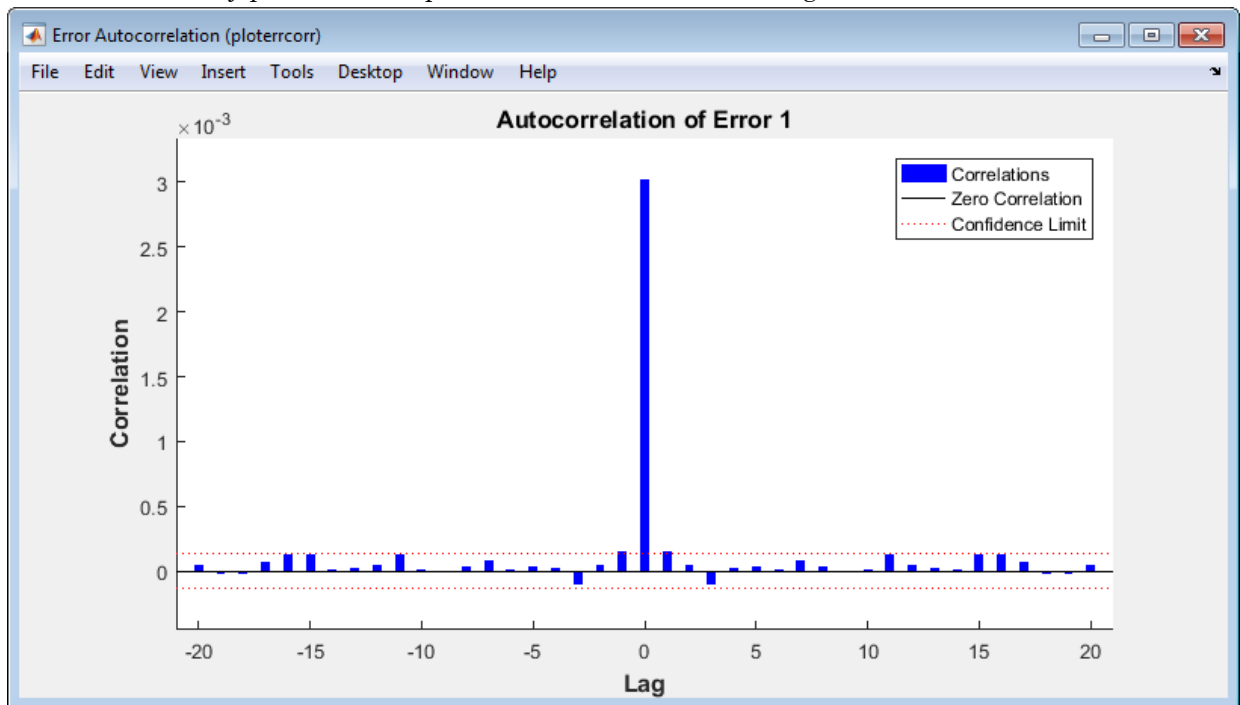 Error Autocorrelation (ploterrcorr)
File Edit View Insert Tools Desktop Window Help
Autocorrelation of Error 1
×10-3
Correlations
Zero Correlation
Confidence Limit
3
2.5
2
1.5
1
0.5
0
Correlation
-20 -15 -10 -5 0 5 10 15 20
Lag